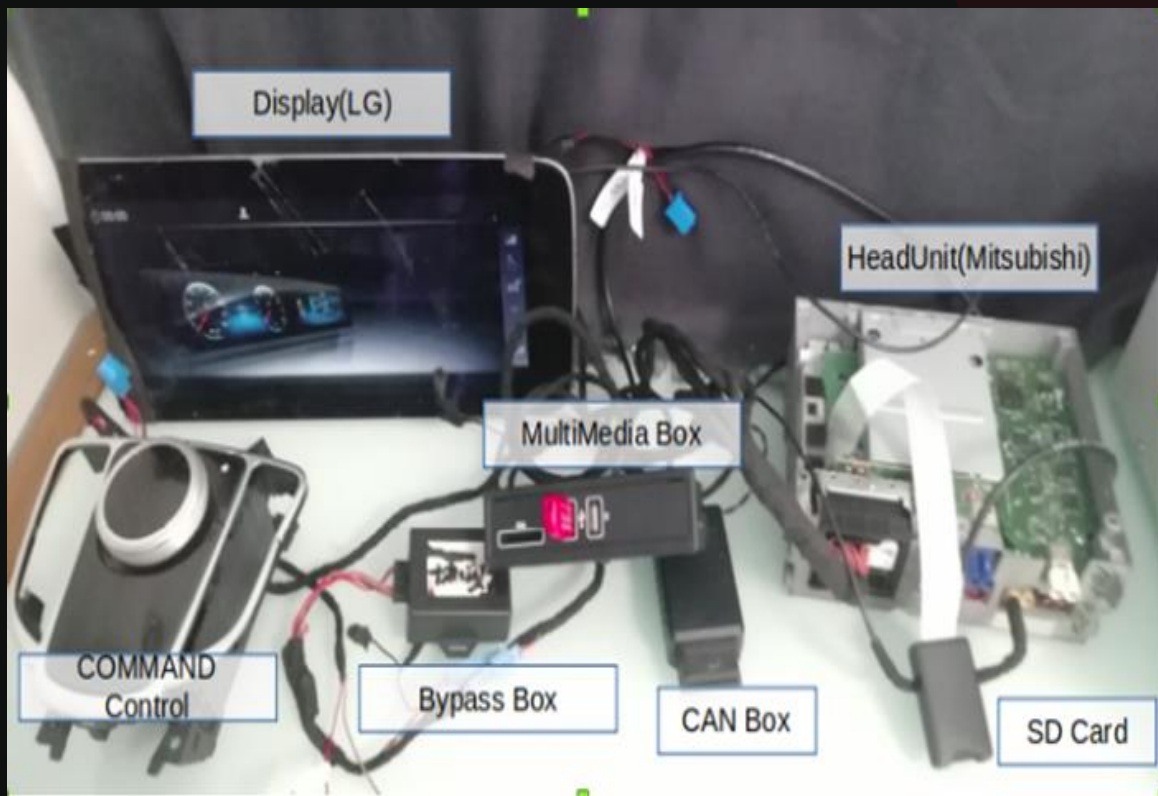 Display(LG)
HeadUnit(Mitsubishi)
MultiMedia Box
COMMAND
Control
Bypass Box
CAN Box
SD Card